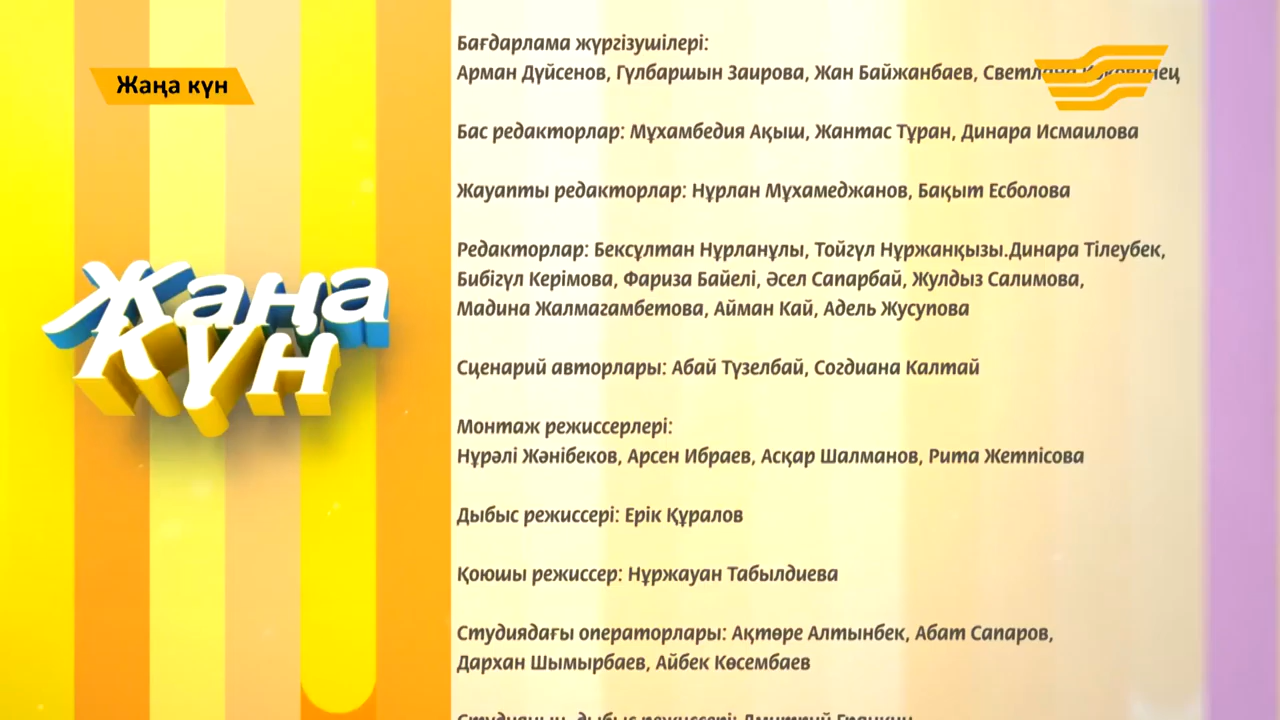 Жаңа күн
Жаңа
Күн
Бағдарлама жүргізушілері:
Арман Дүйсенов, Гүлбаршын Заирова, Жан Байжанбаев, Светлана
Бас редакторлар: Мұхамбедия Ақыш, Жантас Тұран, Динара Исмаилова
Жауапты редакторлар: Нұрлан Мұхамеджанов, Бақыт Есболова
Редакторлар: Бексұлтан Нұрланұлы, Тойгүл Нұржанқызы.Динара Тілеубек,
Бибігүл Керімова, Фариза Байелі, Әсел Сапарбай, Жулдыз Салимова,
Мадина Жалмагамбетова, Айман Кай, Адель Жусупова
Сценарий авторлары: Абай Түзелбай, Согдиана Калтай
Монтаж режиссерлері:
Нұрәлі Жәнібеков, Арсен Ибраев, Асқар Шалманов, Рита Жетпісова
Дыбыс режиссері: Ерік Құралов
Қоюшы режиссер: Нұржауан Табылдиева
Студиядағы операторлары: Ақтөре Алтынбек, Абат Сапаров,
Дархан Шымырбаев, Айбек Көсембаев
дыбыс режиссері: Дмитрий